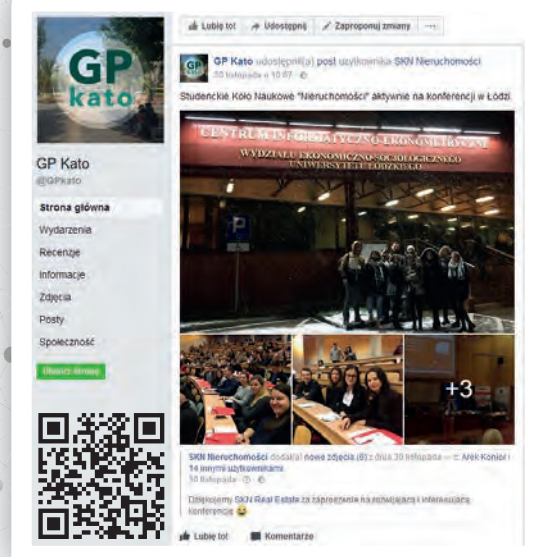 GP
kato
GP Kato
@GPkato
Strona główna
Wydarzenia
Recenzje
Informacje
Zdjęcia
Posty
Społeczność
Utwórz stronę
Lubię to!
Udostępnij
Zaproponuj zmiany
GP Kato udostępnił(a) post użytkownika SKN Nieruchomości
30 listopada o 10:07
Studenckie Koło Naukowe "Nieruchomości" aktywnie na konferencji w Łodzi
CENTRUM INFORMATYCZNO-EKONOMETRYCZNE
WYDZIAŁU EKONOMICZNO-SOCJOLOGICZNEGO
UNIWERSYTETU ŁÓDZKIEGO
P
+3
SKN Nieruchomości dodał(a) nowe zdjęcia (6) z dnia 30 listopada — z: Arek Konior i
14 innymi użytkownikami
30 listopada
Dziękujemy SKN Real Estate za zaproszenie na rozwijającą i interesującą
konferencję
Lubię to!
Komentarze